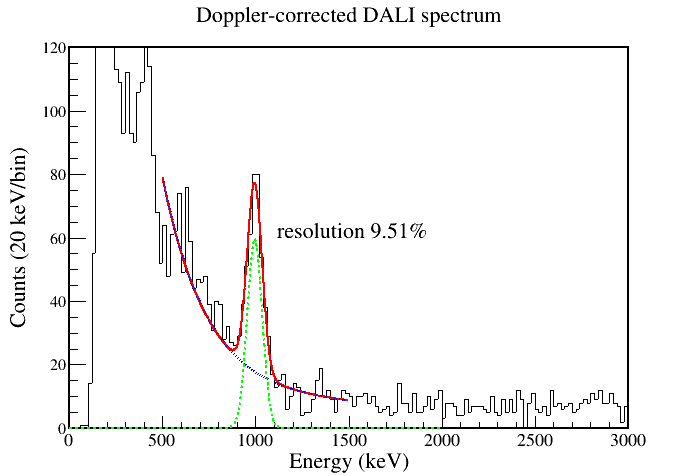 Doppler-corrected DALI spectrum
Counts (20 keV/bin)
120
100
80
60
40
20
0
resolution 9.51%
0 500 1000 1500 2000 2500 3000
Energy (keV)